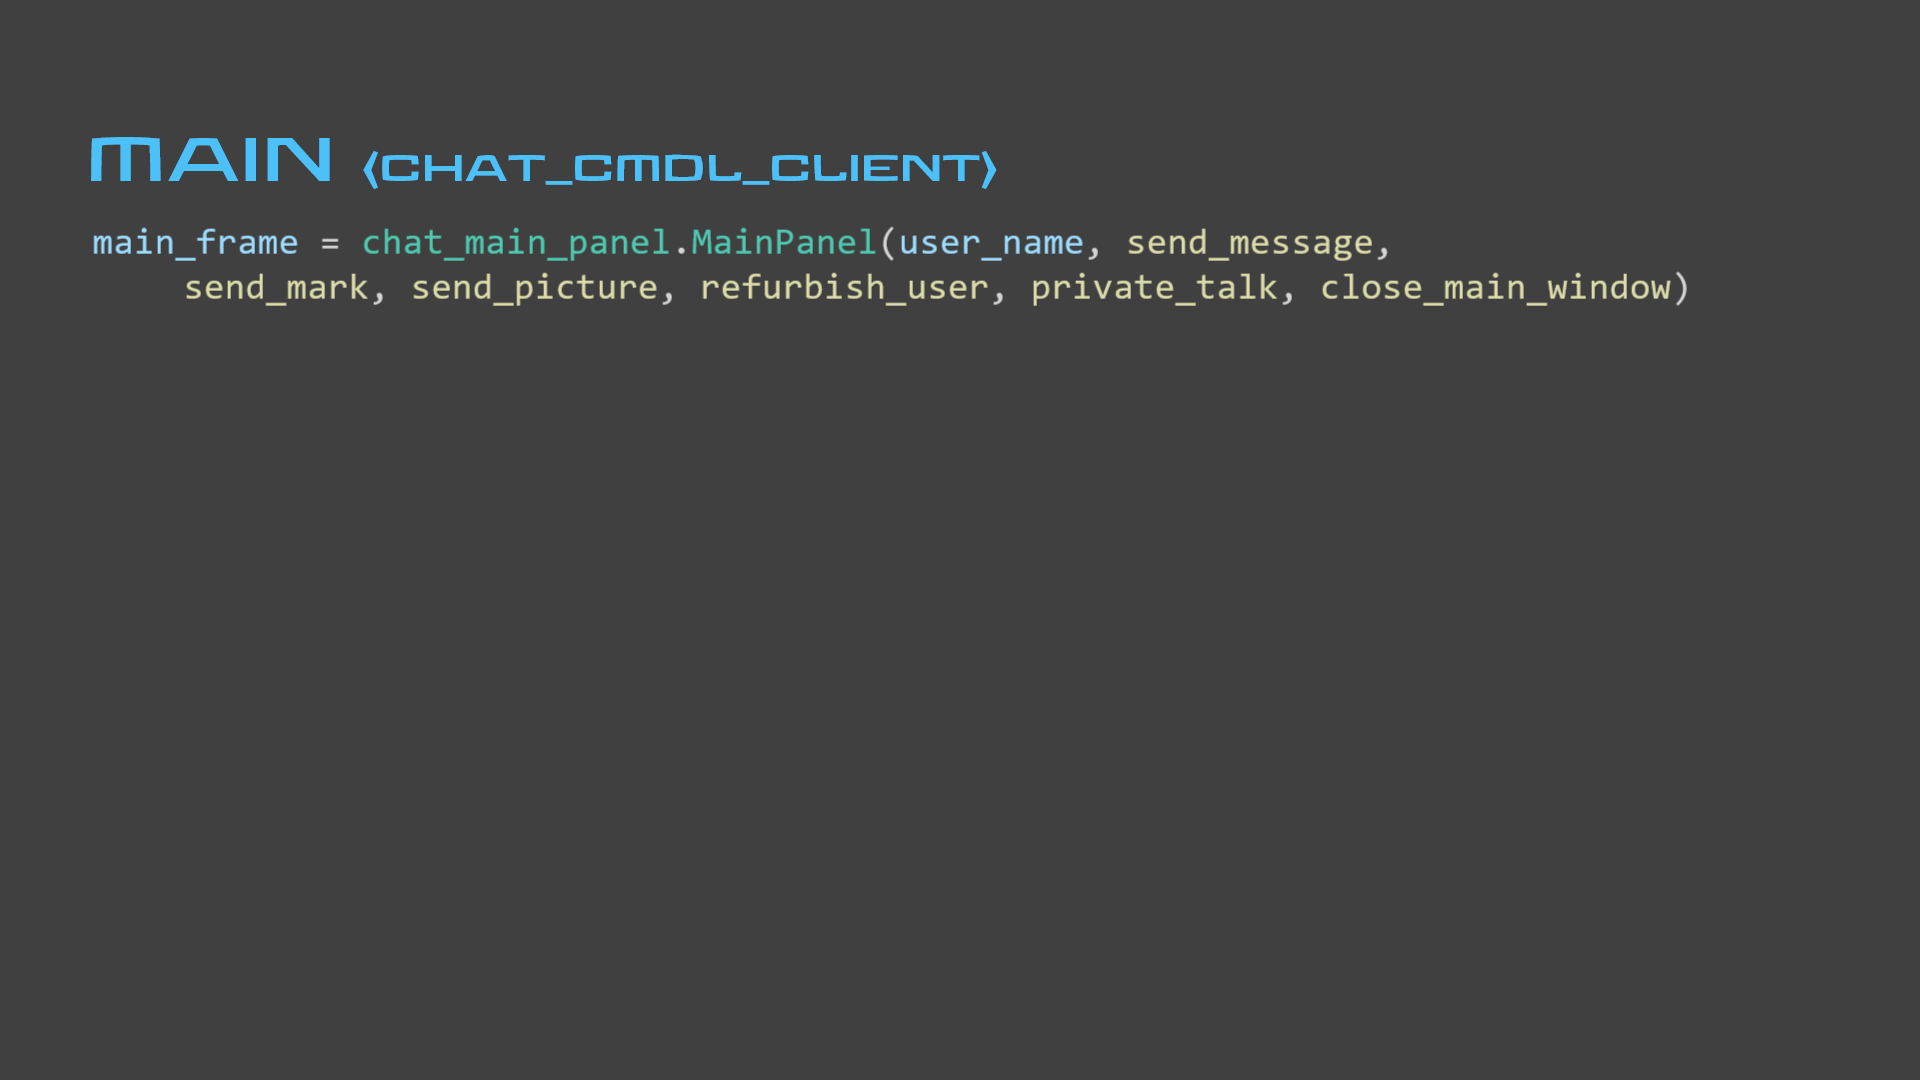 MAIN (CHAT_CMDL_CLIENT)
main_frame = chat_main_panel.MainPanel(user_name, send_message,
send_mark, send_picture, refurbish_user, private_talk, close_main_window)